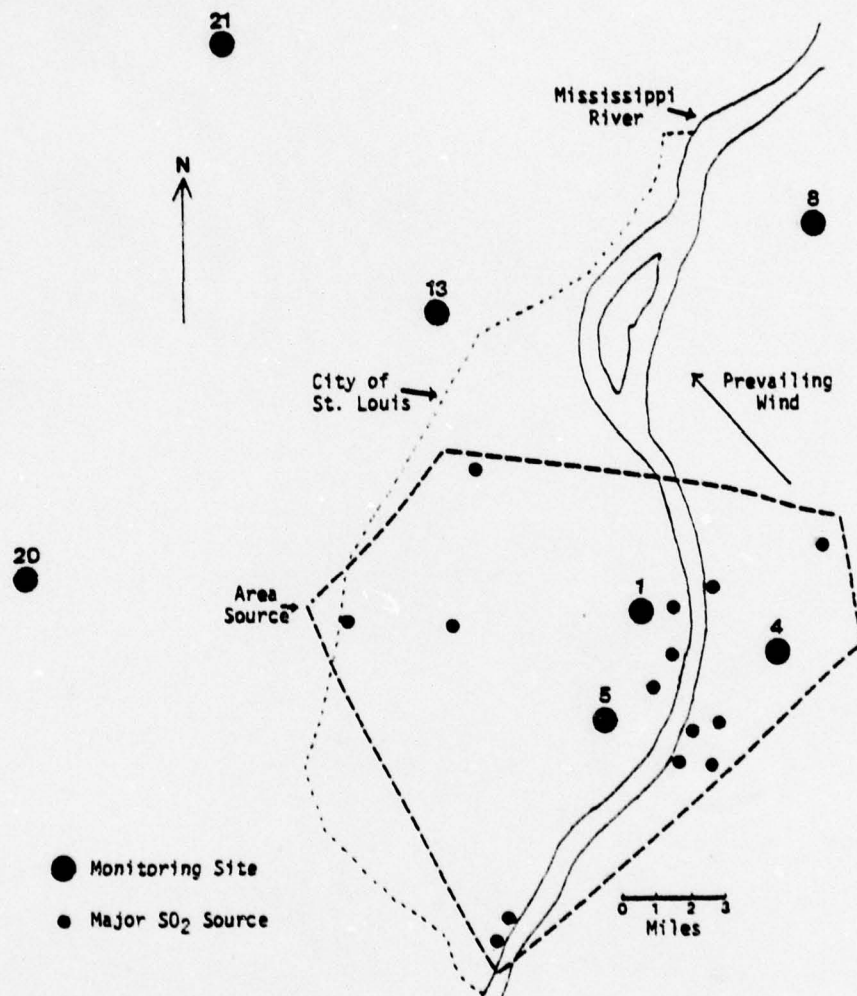 21
Mississippi
River
N
8
13
City of
St. Louis
Prevailing
Wind
20
Area
Source
1
4
5
Monitoring Site
Major SO₂ Source
0 1 2 3
Miles